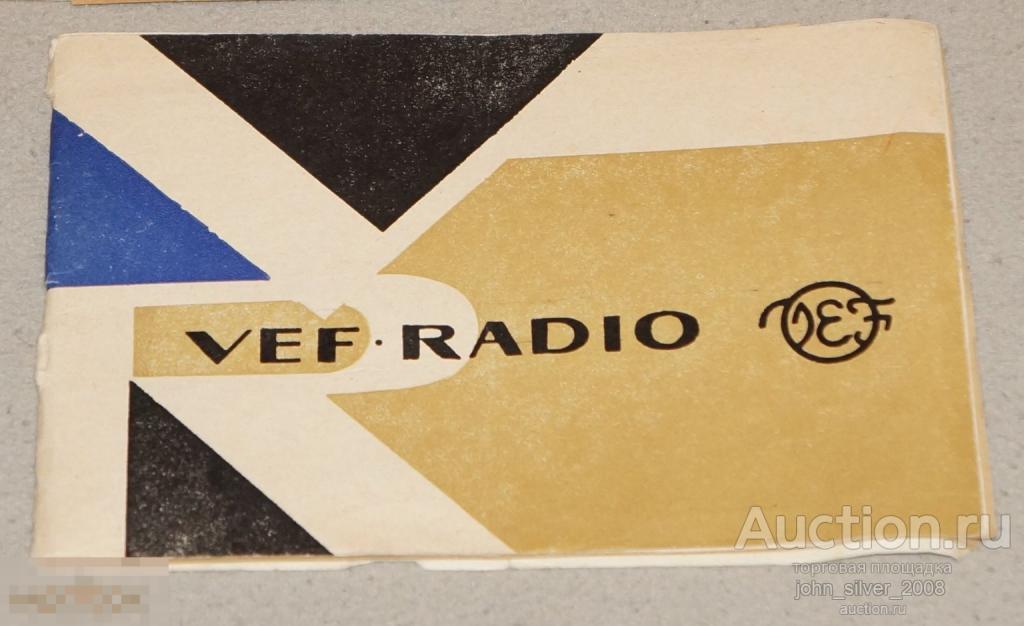 VEF·RADIO
VEF
Auction.ru
торговая площадка
john_silver_2008
auction.ru